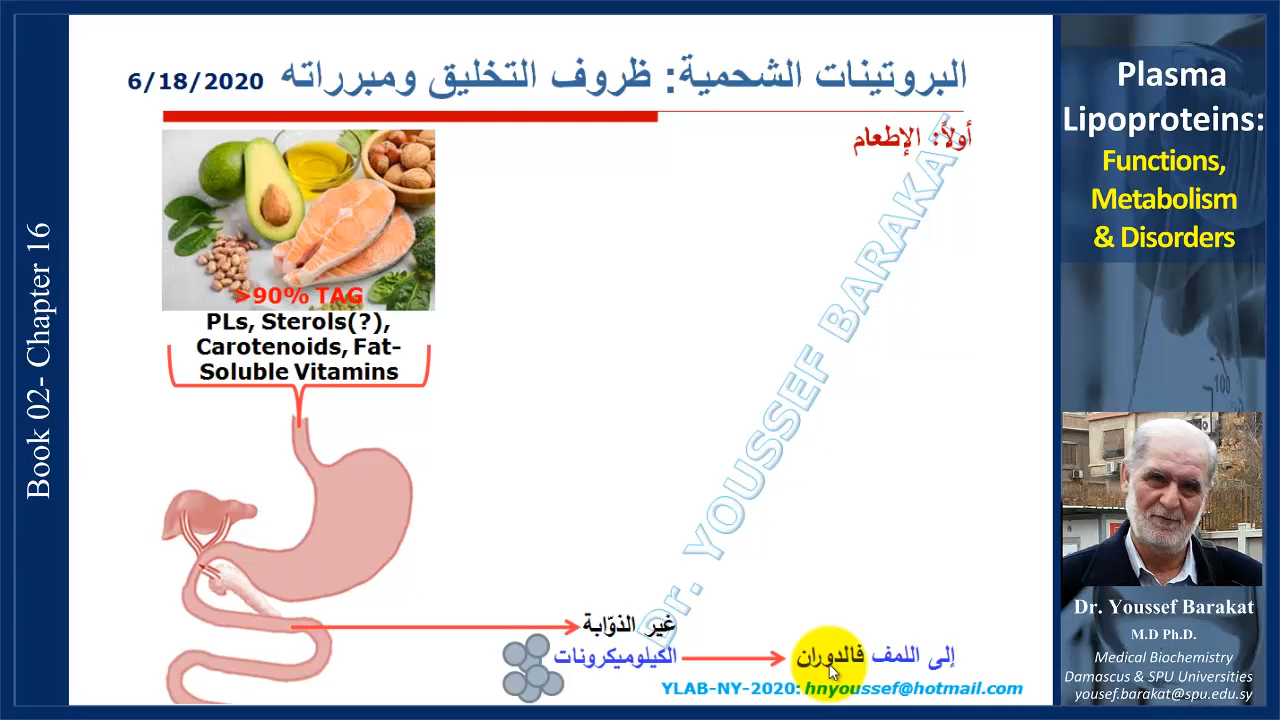 البروتينات الشحمية: ظروف التخليق ومبرراته 6/18/2020
أولاً: الإطعام
>90% TAG
PLs, Sterols(?),
Carotenoids, Fat-
Soluble Vitamins
غير الذوّابة
الكيلوميكرونات
إلى اللمف فالدوران
YLAB-NY-2020: hnyoussef@hotmail.com
Dr. YOUSSEF BARAKAT
Book 02- Chapter 16
Plasma
Lipoproteins:
Functions,
Metabolism
& Disorders
100
Dr. Youssef Barakat
M.D Ph.D.
Medical Biochemistry
Damascus & SPU Universities
yousef.barakat@spu.edu.sy